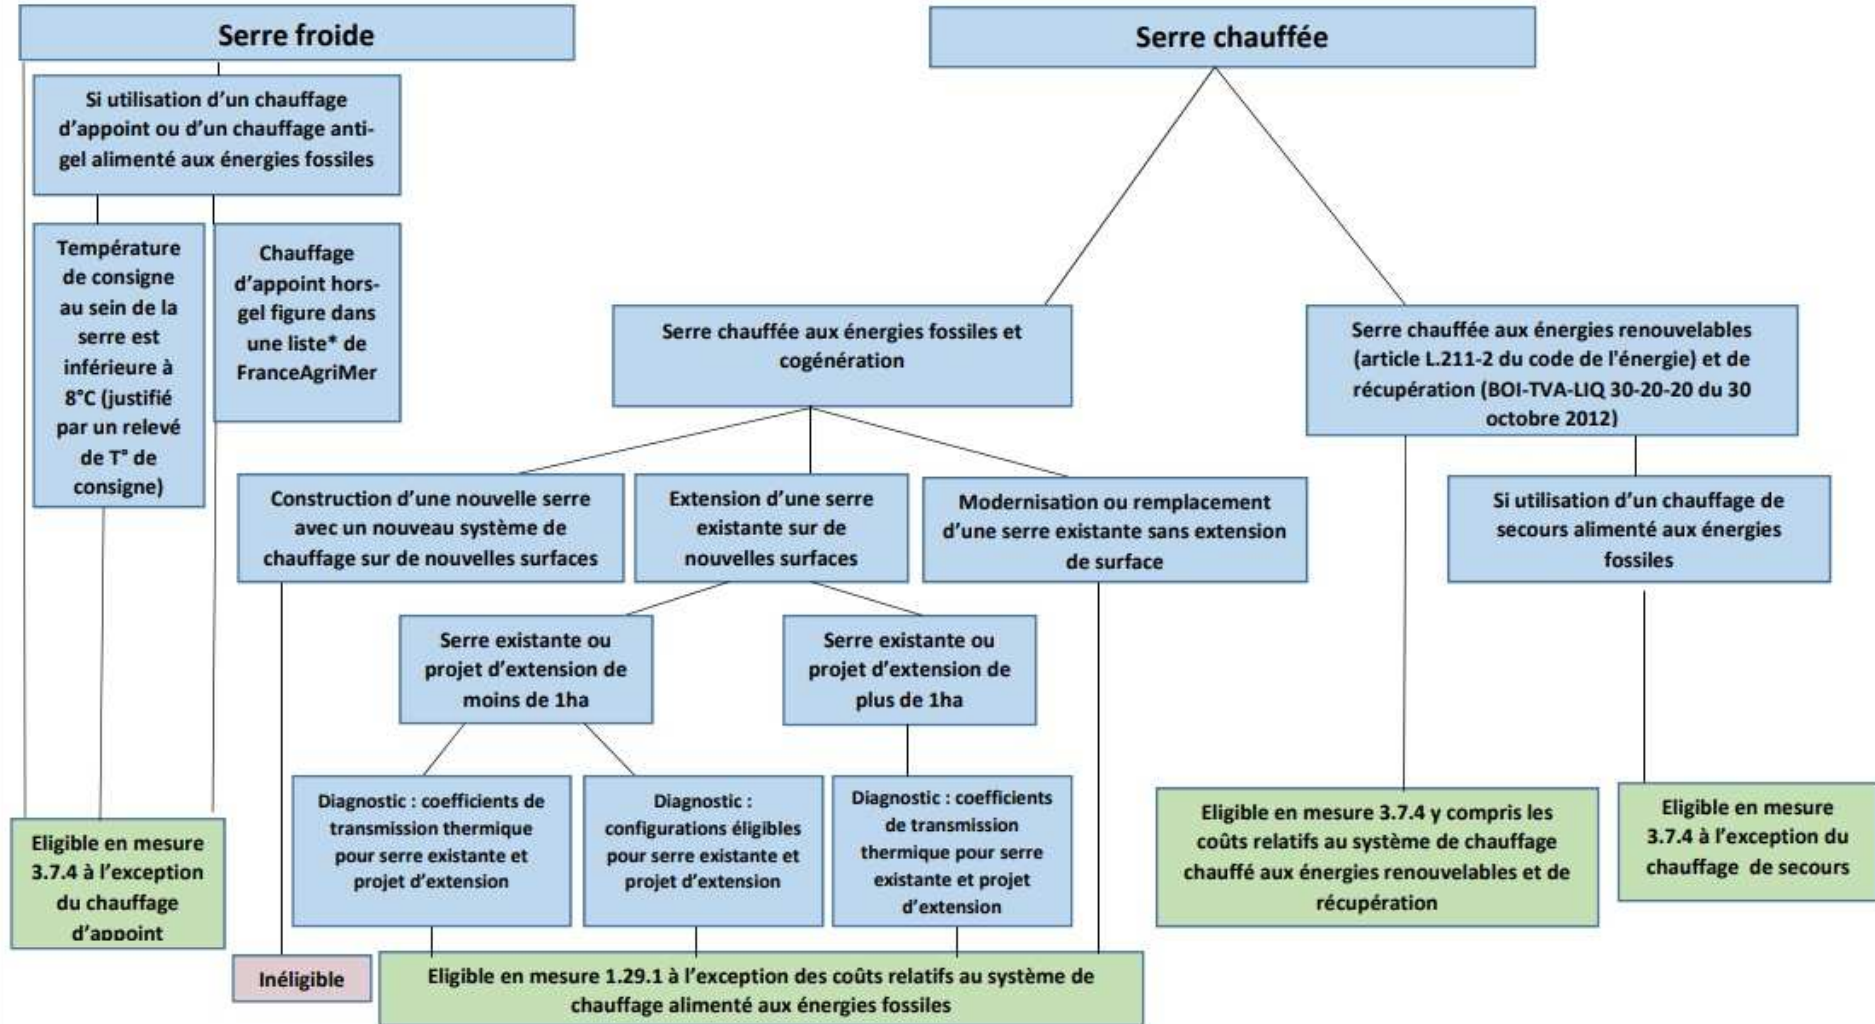 Serre froide
Si utilisation d'un chauffage
d'appoint ou d'un chauffage anti-
gel alimenté aux énergies fossiles
Température
de consigne
au sein de la
serre est
inférieure à
8°C (justifié
par un relevé
de T° de
consigne)
Chauffage
d'appoint hors-
gel figure dans
une liste* de
FranceAgriMer
Eligible en mesure
3.7.4 à l'exception
du chauffage
d'appoint
Serre chauffée
Serre chauffée aux énergies fossiles et
cogénération
Construction d'une nouvelle serre
avec un nouveau système de
chauffage sur de nouvelles surfaces
Extension d'une serre
existante sur de
nouvelles surfaces
Modernisation ou remplacement
d'une serre existante sans extension
de surface
Serre existante ou
projet d'extension de
moins de 1ha
Serre existante ou
projet d'extension de
plus de 1ha
Diagnostic : coefficients de
transmission thermique
pour serre existante et
projet d'extension
Diagnostic :
configurations éligibles
pour serre existante et
projet d'extension
Diagnostic : coefficients
de transmission
thermique pour serre
existante et projet
d'extension
Inéligible
Eligible en mesure 1.29.1 à l'exception des coûts relatifs au système de
chauffage alimenté aux énergies fossiles
Serre chauffée aux énergies renouvelables
(article L.211-2 du code de l'énergie) et de
récupération (BOI-TVA-LIQ 30-20-20 du 30
octobre 2012)
Si utilisation d'un chauffage de
secours alimenté aux énergies
fossiles
Eligible en mesure 3.7.4 y compris les
coûts relatifs au système de chauffage
chauffé aux énergies renouvelables et de
récupération
Eligible en mesure
3.7.4 à l'exception du
chauffage de secours